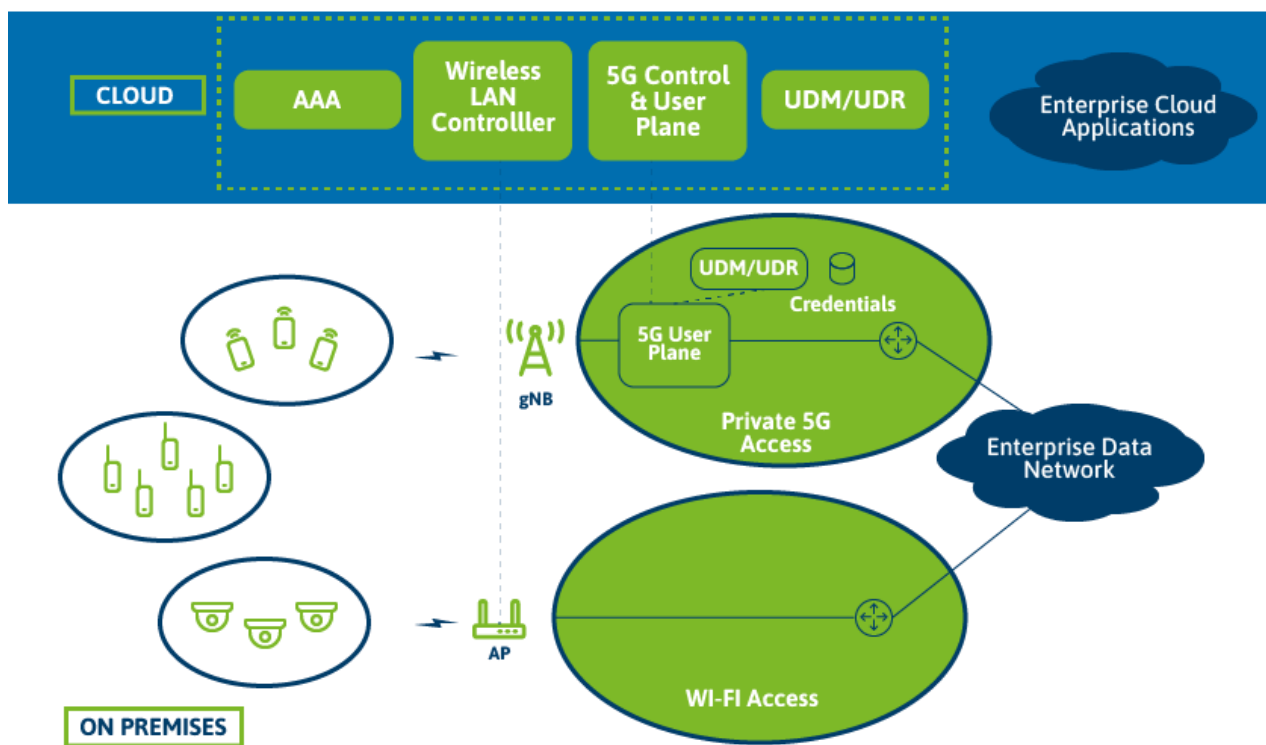 CLOUD
AAA
Wireless
LAN
Controlller
5G Control
& User
Plane
UDM/UDR
Enterprise Cloud
Applications
UDM/UDR
Credentials
5G User
Plane
gNB
Private 5G
Access
Enterprise Data
Network
AP
WI-FI Access
ON PREMISES